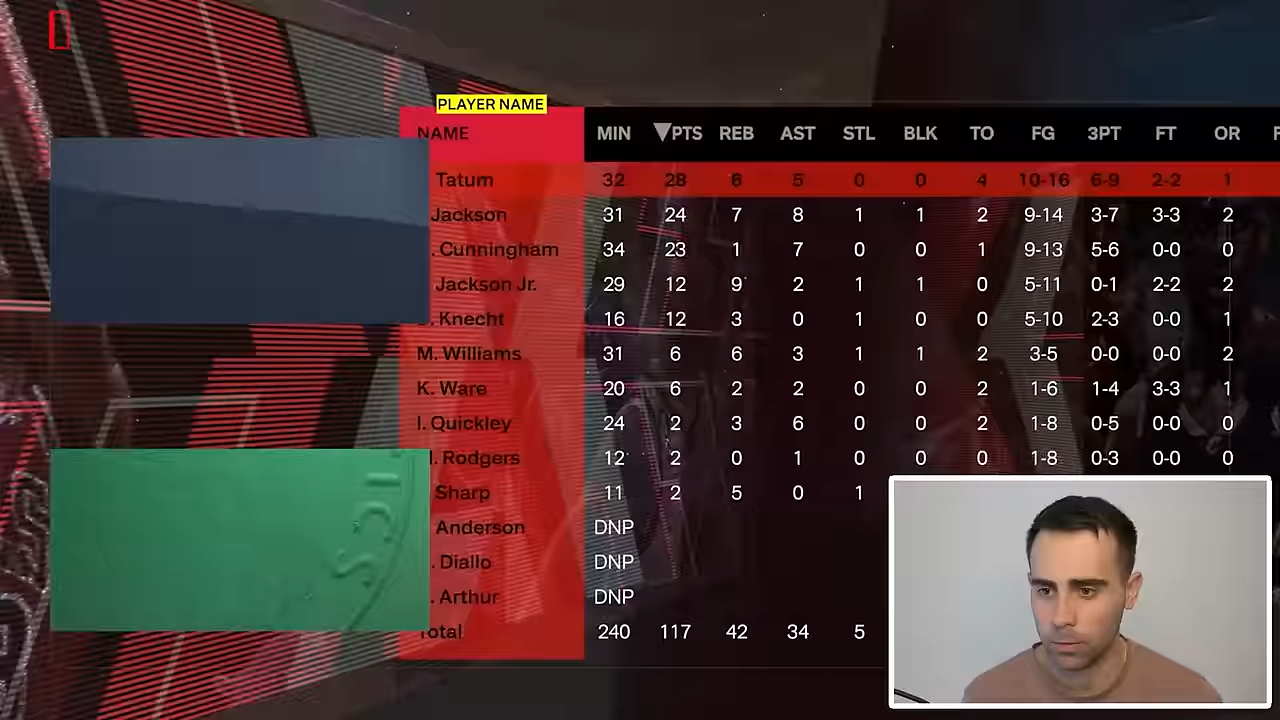 PLAYER NAME
NAME MIN PTS REB AST STL BLK TO FG 3PT FT OR
Tatum 32 28 6 5 0 0 4 10-16 6-9 2-2 1
Jackson 31 24 7 8 1 1 2 9-14 3-7 3-3 2
. Cunningham 34 23 1 7 0 0 1 9-13 5-6 0-0 0
Jackson Jr. 29 12 9 2 1 1 0 5-11 0-1 2-2 2
. Knecht 16 12 3 0 1 0 0 5-10 2-3 0-0 1
M. Williams 31 6 6 3 1 1 2 3-5 0-0 0-0 2
K. Ware 20 6 2 2 0 0 2 1-6 1-4 3-3 1
I. Quickley 24 2 3 6 0 0 2 1-8 0-5 0-0 0
. Rodgers 12 2 0 1 0 0 0 1-8 0-3 0-0 0
Sharp 11 2 5 0 1
Anderson DNP
. Diallo DNP
. Arthur DNP
Total 240 117 42 34 5